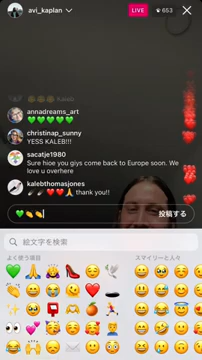 avi_kaplan
LIVE
653
annadreams_art
💚💚💚💚💚
christinap_sunny
YESS KALEB!!!
sacatje1980
Sure hioe you giys come back to Europe soon. We
love u overhere
kalebthomasjones
thank you!!
投稿する
絵文字を検索
よく使う項目
スマイリーと人々